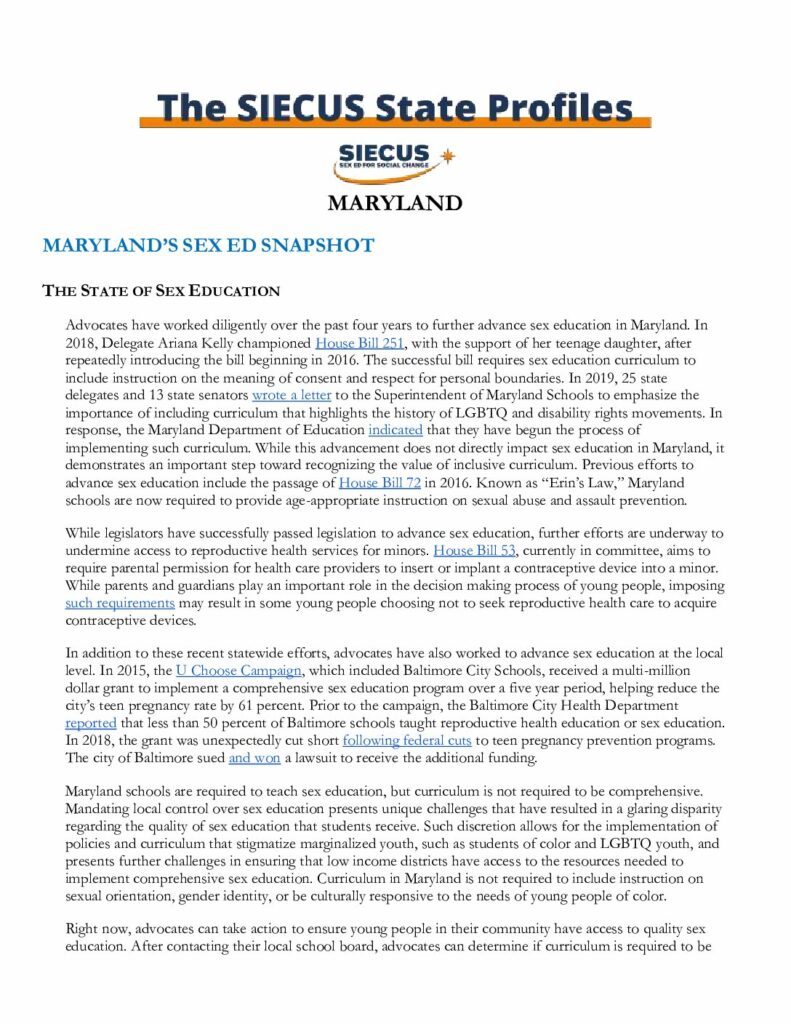 The SIECUS State Profiles
SIECUS
SEX ED FOR SOCIAL CHANGE
MARYLAND
MARYLAND'S SEX ED SNAPSHOT
THE STATE OF SEX EDUCATION
Advocates have worked diligently over the past four years to further advance sex education in Maryland. In
2018, Delegate Ariana Kelly championed House Bill 251, with the support of her teenage daughter, after
repeatedly introducing the bill beginning in 2016. The successful bill requires sex education curriculum to
include instruction on the meaning of consent and respect for personal boundaries. In 2019, 25 state
delegates and 13 state senators wrote a letter to the Superintendent of Maryland Schools to emphasize the
importance of including curriculum that highlights the history of LGBTQ and disability rights movements. In
response, the Maryland Department of Education indicated that they have begun the process of
implementing such curriculum. While this advancement does not directly impact sex education in Maryland, it
demonstrates an important step toward recognizing the value of inclusive curriculum. Previous efforts to
advance sex education include the passage of House Bill 72 in 2016. Known as “Erin's Law,” Maryland
schools are now required to provide age-appropriate instruction on sexual abuse and assault prevention.
While legislators have successfully passed legislation to advance sex education, further efforts are underway to
undermine access to reproductive health services for minors. House Bill 53, currently in committee, aims to
require parental permission for health care providers to insert or implant a contraceptive device into a minor.
While parents and guardians play an important role in the decision making process of young people, imposing
such requirements may result in some young people choosing not to seek reproductive health care to acquire
contraceptive devices.
In addition to these recent statewide efforts, advocates have also worked to advance sex education at the local
level. In 2015, the U Choose Campaign, which included Baltimore City Schools, received a multi-million
dollar grant to implement a comprehensive sex education program over a five year period, helping reduce the
city's teen pregnancy rate by 61 percent. Prior to the campaign, the Baltimore City Health Department
reported that less than 50 percent of Baltimore schools taught reproductive health education or sex education.
In 2018, the grant was unexpectedly cut short following federal cuts to teen pregnancy prevention programs.
The city of Baltimore sued and won a lawsuit to receive the additional funding.
Maryland schools are required to teach sex education, but curriculum is not required to be comprehensive.
Mandating local control over sex education presents unique challenges that have resulted in a glaring disparity
regarding the quality of sex education that students receive. Such discretion allows for the implementation of
policies and curriculum that stigmatize marginalized youth, such as students of color and LGBTQ youth, and
presents further challenges in ensuring that low income districts have access to the resources needed to
implement comprehensive sex education. Curriculum in Maryland is not required to include instruction on
sexual orientation, gender identity, or be culturally responsive to the needs of young people of color.
Right now, advocates can take action to ensure young people in their community have access to quality sex
education. After contacting their local school board, advocates can determine if curriculum is required to be